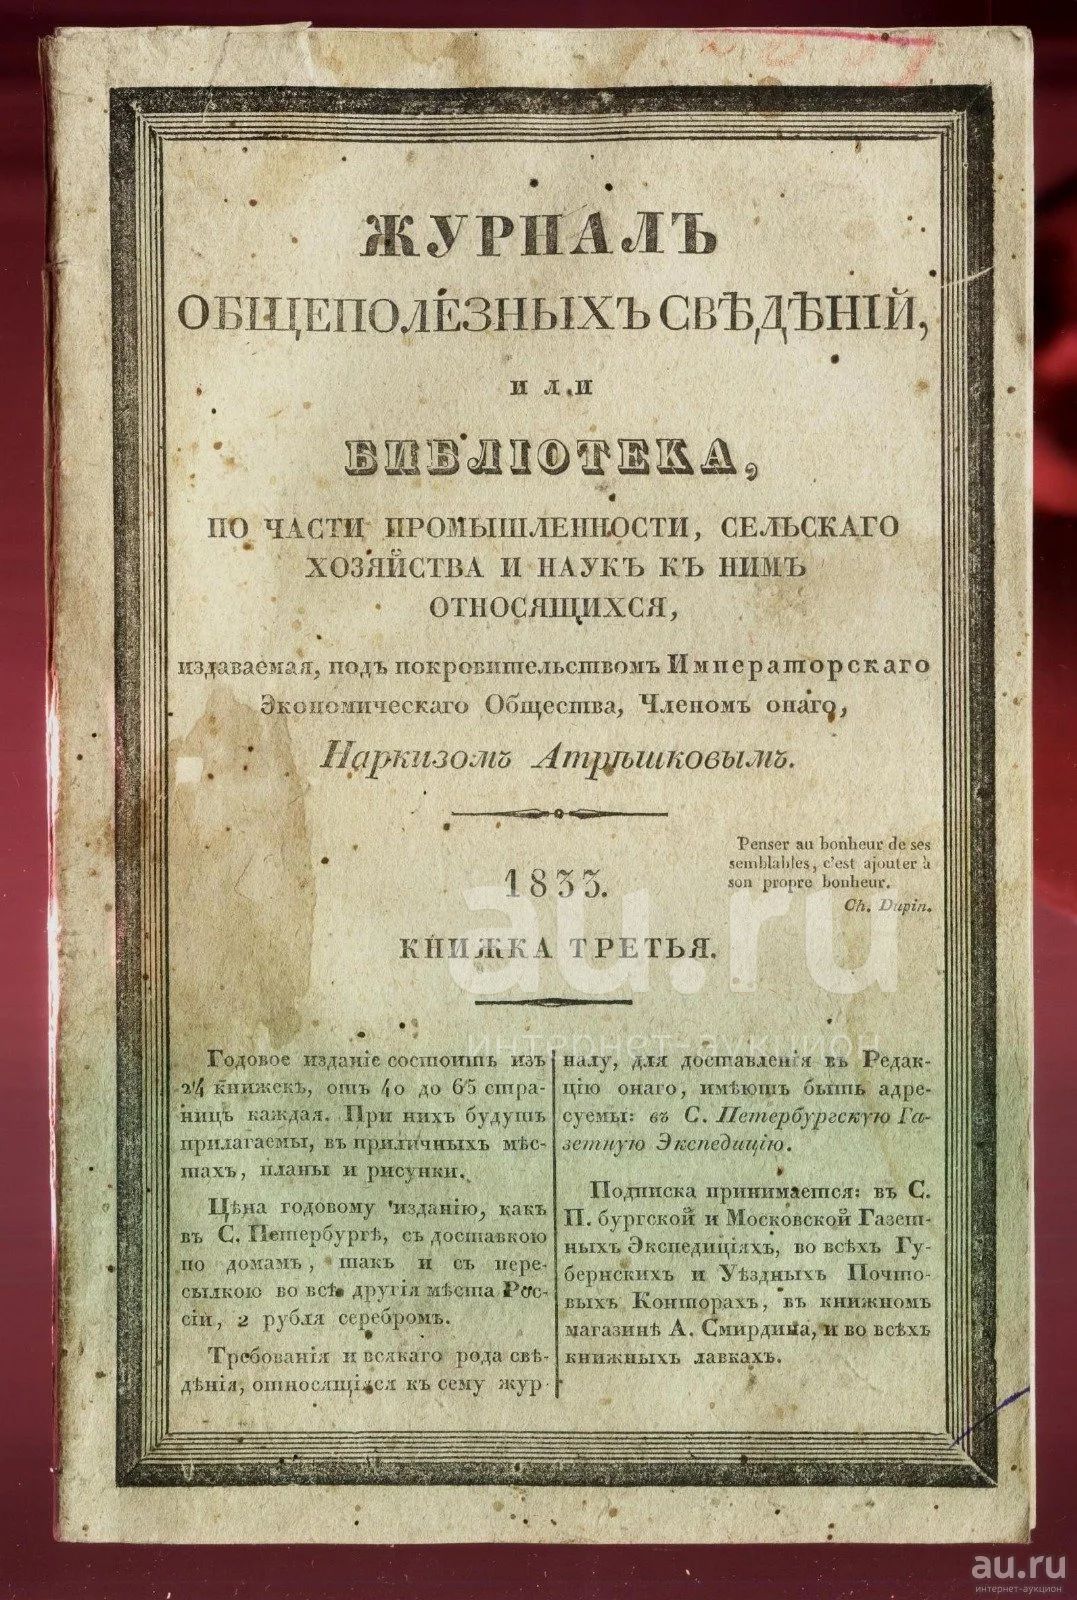 ЖУРНАЛЪ
ОБЩЕПОЛЕЗНЫХЪ СВѢДѢНІЙ,
ИЛИ
БИБЛІОТЕКА,
ПО ЧАСТИ ПРОМЫШЛЕННОСТИ, СЕЛЬСКАГО
ХОЗЯЙСТВА И НАУКЪ КЪ НИМЪ
ОТНОСЯЩИХСЯ,
издаваемая, подъ покровительствомъ Императорскаго
Экономическаго Общества, Членомъ онаго,
Наркизомъ Атрѣшковымъ.
Penser au bonheur de ses
semblables, c'est ajouter à
son propre bonheur.
Ch. Dupin.
1833.
КНИЖКА ТРЕТЬЯ.
au.ru
интернет-аукцион
Годовое изданіе состоитъ изъ
24 книжекъ, отъ 40 до 65 стра-
ницъ каждая. При нихъ будутъ
прилагаемы, въ приличныхъ мѣс-
тахъ, планы и рисунки.
Цѣна годовому изданію, какъ
въ С. Петербургѣ, съ доставкою
по домамъ, такъ и съ пере-
сылкою во всѣ другія мѣста Рос-
сіи, 2 рубля серебромъ.
Требованія и всякаго рода свѣ-
дѣнія, относящіяся къ сему жур-
налу, для доставленія въ Редак-
цію онаго, имѣютъ быть адре-
суемы: въ С. Петербургскую Га-
зетную Экспедицію.
Подписка принимается: въ С.
П. бургской и Московской Газет-
ныхъ Экспедиціяхъ, во всѣхъ Гу-
бернскихъ и Уѣздныхъ Почто-
выхъ Конторахъ, въ книжномъ
магазинѣ А. Смирдина, и во всѣхъ
книжныхъ лавкахъ.
au.ru
интернет-аукцион